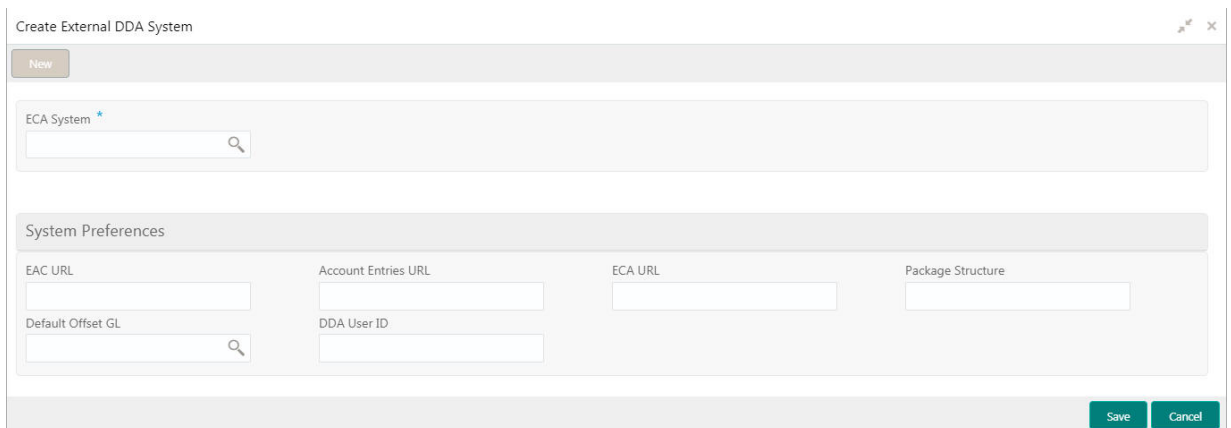 Create External DDA System
New
ECA System *
System Preferences
EAC URL Account Entries URL ECA URL Package Structure
Default Offset GL DDA User ID
Save Cancel